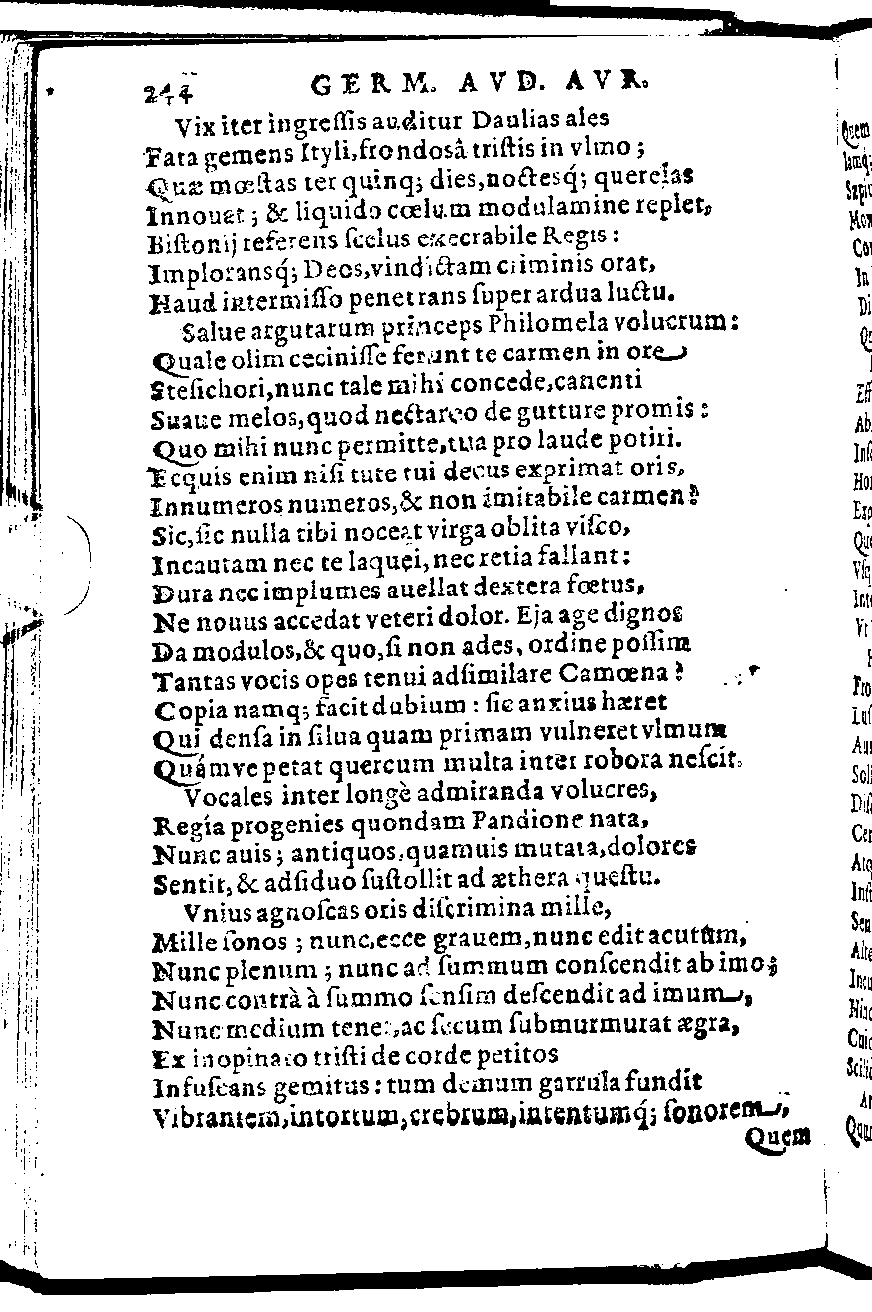 244 GERM. AVD. AVR.
Vix iter ingreſſis auditur Daulias ales
Fata gemens Ityli,frondosâ triſtis in vlmo;
Quæ mœſtas ter quinq; dies,noctesq́; querelas
Innouat; & liquido cœlum modulamine replet,
Biſtonij referens ſcelus execrabile Regis:
Imploransq́; Deos,vindictam criminis orat,
Haud intermiſſo penetrans ſuper ardua luctu.
Salue argutarum princeps Philomela volucrum:
Quale olim ceciniſſe ferunt te carmen in ore
Steſichori,nunc tale mihi concede,canenti
Suaue melos,quod nectareo de gutture promis:
Quo mihi nunc permitte,tua pro laude potiri.
Ecquis enim niſi tute tui decus exprimat oris,
Innumeros numeros,& non imitabile carmen?
Sic,ſic nulla tibi noceat virga oblita viſco,
Incautam nec te laquei,nec retia fallant:
Dura nec implumes auellat dextera fœtus,
Ne nouus accedat veteri dolor. Eja age dignos
Da modulos,& quo,ſi non ades, ordine poſſim
Tantas vocis opes tenui adſimilare Camœna?
Copia namq; facit dubium: ſic anxius hæret
Qui denſa in ſilua quam primam vulneret vlmum
Quámve petat quercum multa inter robora neſcit.
Vocales inter longè admiranda volucres,
Regia progenies quondam Pandione nata,
Nunc auis; antiquos,quamuis mutata,dolores
Sentit,& adſiduo ſuſtollit ad æthera queſtu.
Vnius agnoſcas oris diſcrimina mille,
Mille ſonos; nunc,ecce grauem,nunc edit acutum,
Nunc plenum; nunc ad ſummum conſcendit ab imo;
Nunc contrà à ſummo ſenſim deſcendit ad imum,
Nunc medium tenet,ac ſecum ſubmurmurat ægra,
Ex inopinato triſti de corde petitos
Infuſcans gemitus: tum demum garrula fundit
Vibrantem,intortum,crebrum,intentumq́; ſonorem,
Quem